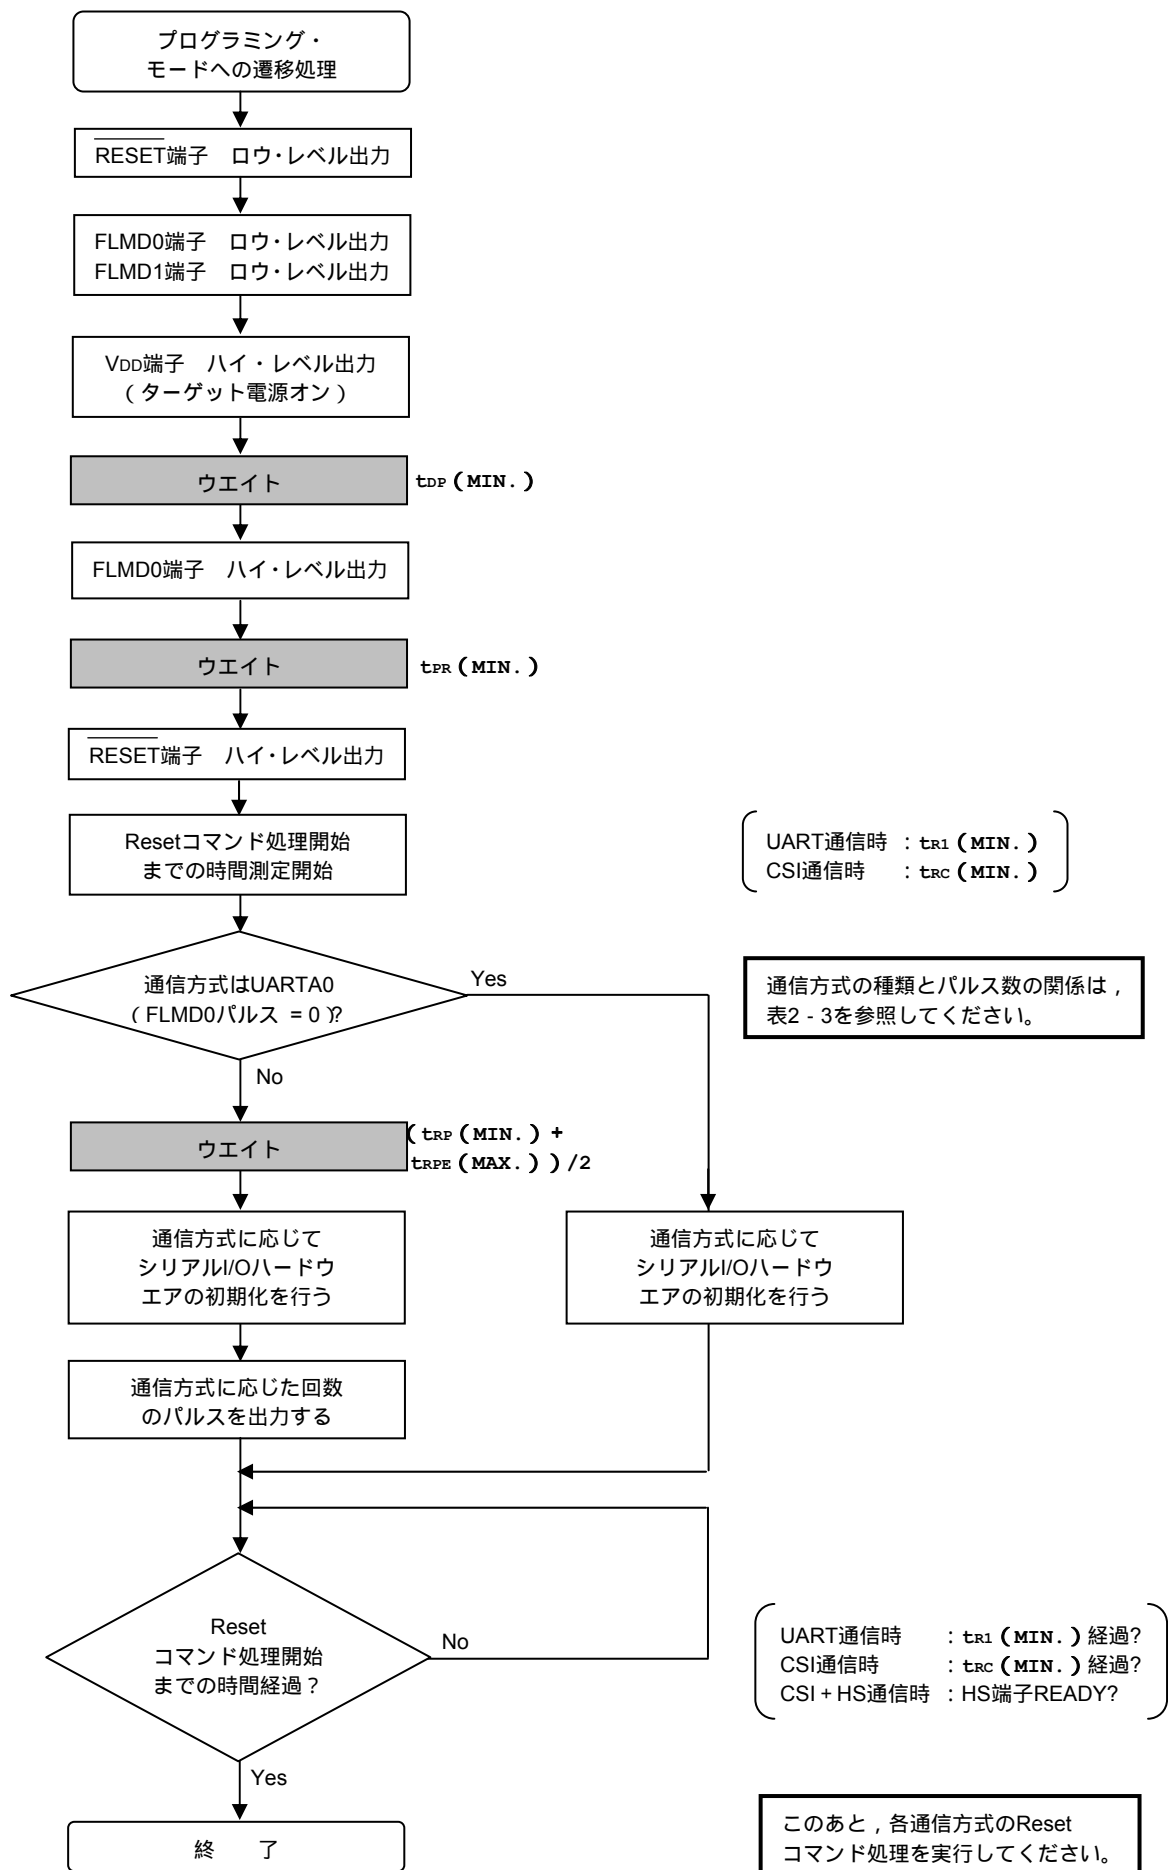 プログラミング・
モードへの遷移処理
RESET端子　ロウ・レベル出力
FLMD0端子　ロウ・レベル出力
FLMD1端子　ロウ・レベル出力
VDD端子　ハイ・レベル出力
（ターゲット電源オン）
ウエイト
tDP（MIN.）
FLMD0端子　ハイ・レベル出力
ウエイト
tPR（MIN.）
RESET端子　ハイ・レベル出力
Resetコマンド処理開始
までの時間測定開始
UART通信時　：tR1（MIN.）
CSI通信時　：tRC（MIN.）
通信方式はUARTA0
（FLMD0パルス = 0）?
Yes
No
通信方式の種類とパルス数の関係は，
表2 - 3を参照してください。
ウエイト
（tRP（MIN.）+
tRPE（MAX.））/2
通信方式に応じて
シリアルI/Oハードウ
エアの初期化を行う
通信方式に応じて
シリアルI/Oハードウ
エアの初期化を行う
通信方式に応じた回数
のパルスを出力する
Reset
コマンド処理開始
までの時間経過？
No
Yes
UART通信時　：tR1（MIN.）経過?
CSI通信時　：tRC（MIN.）経過?
CSI + HS通信時　：HS端子READY?
終　了
このあと，各通信方式のReset
コマンド処理を実行してください。